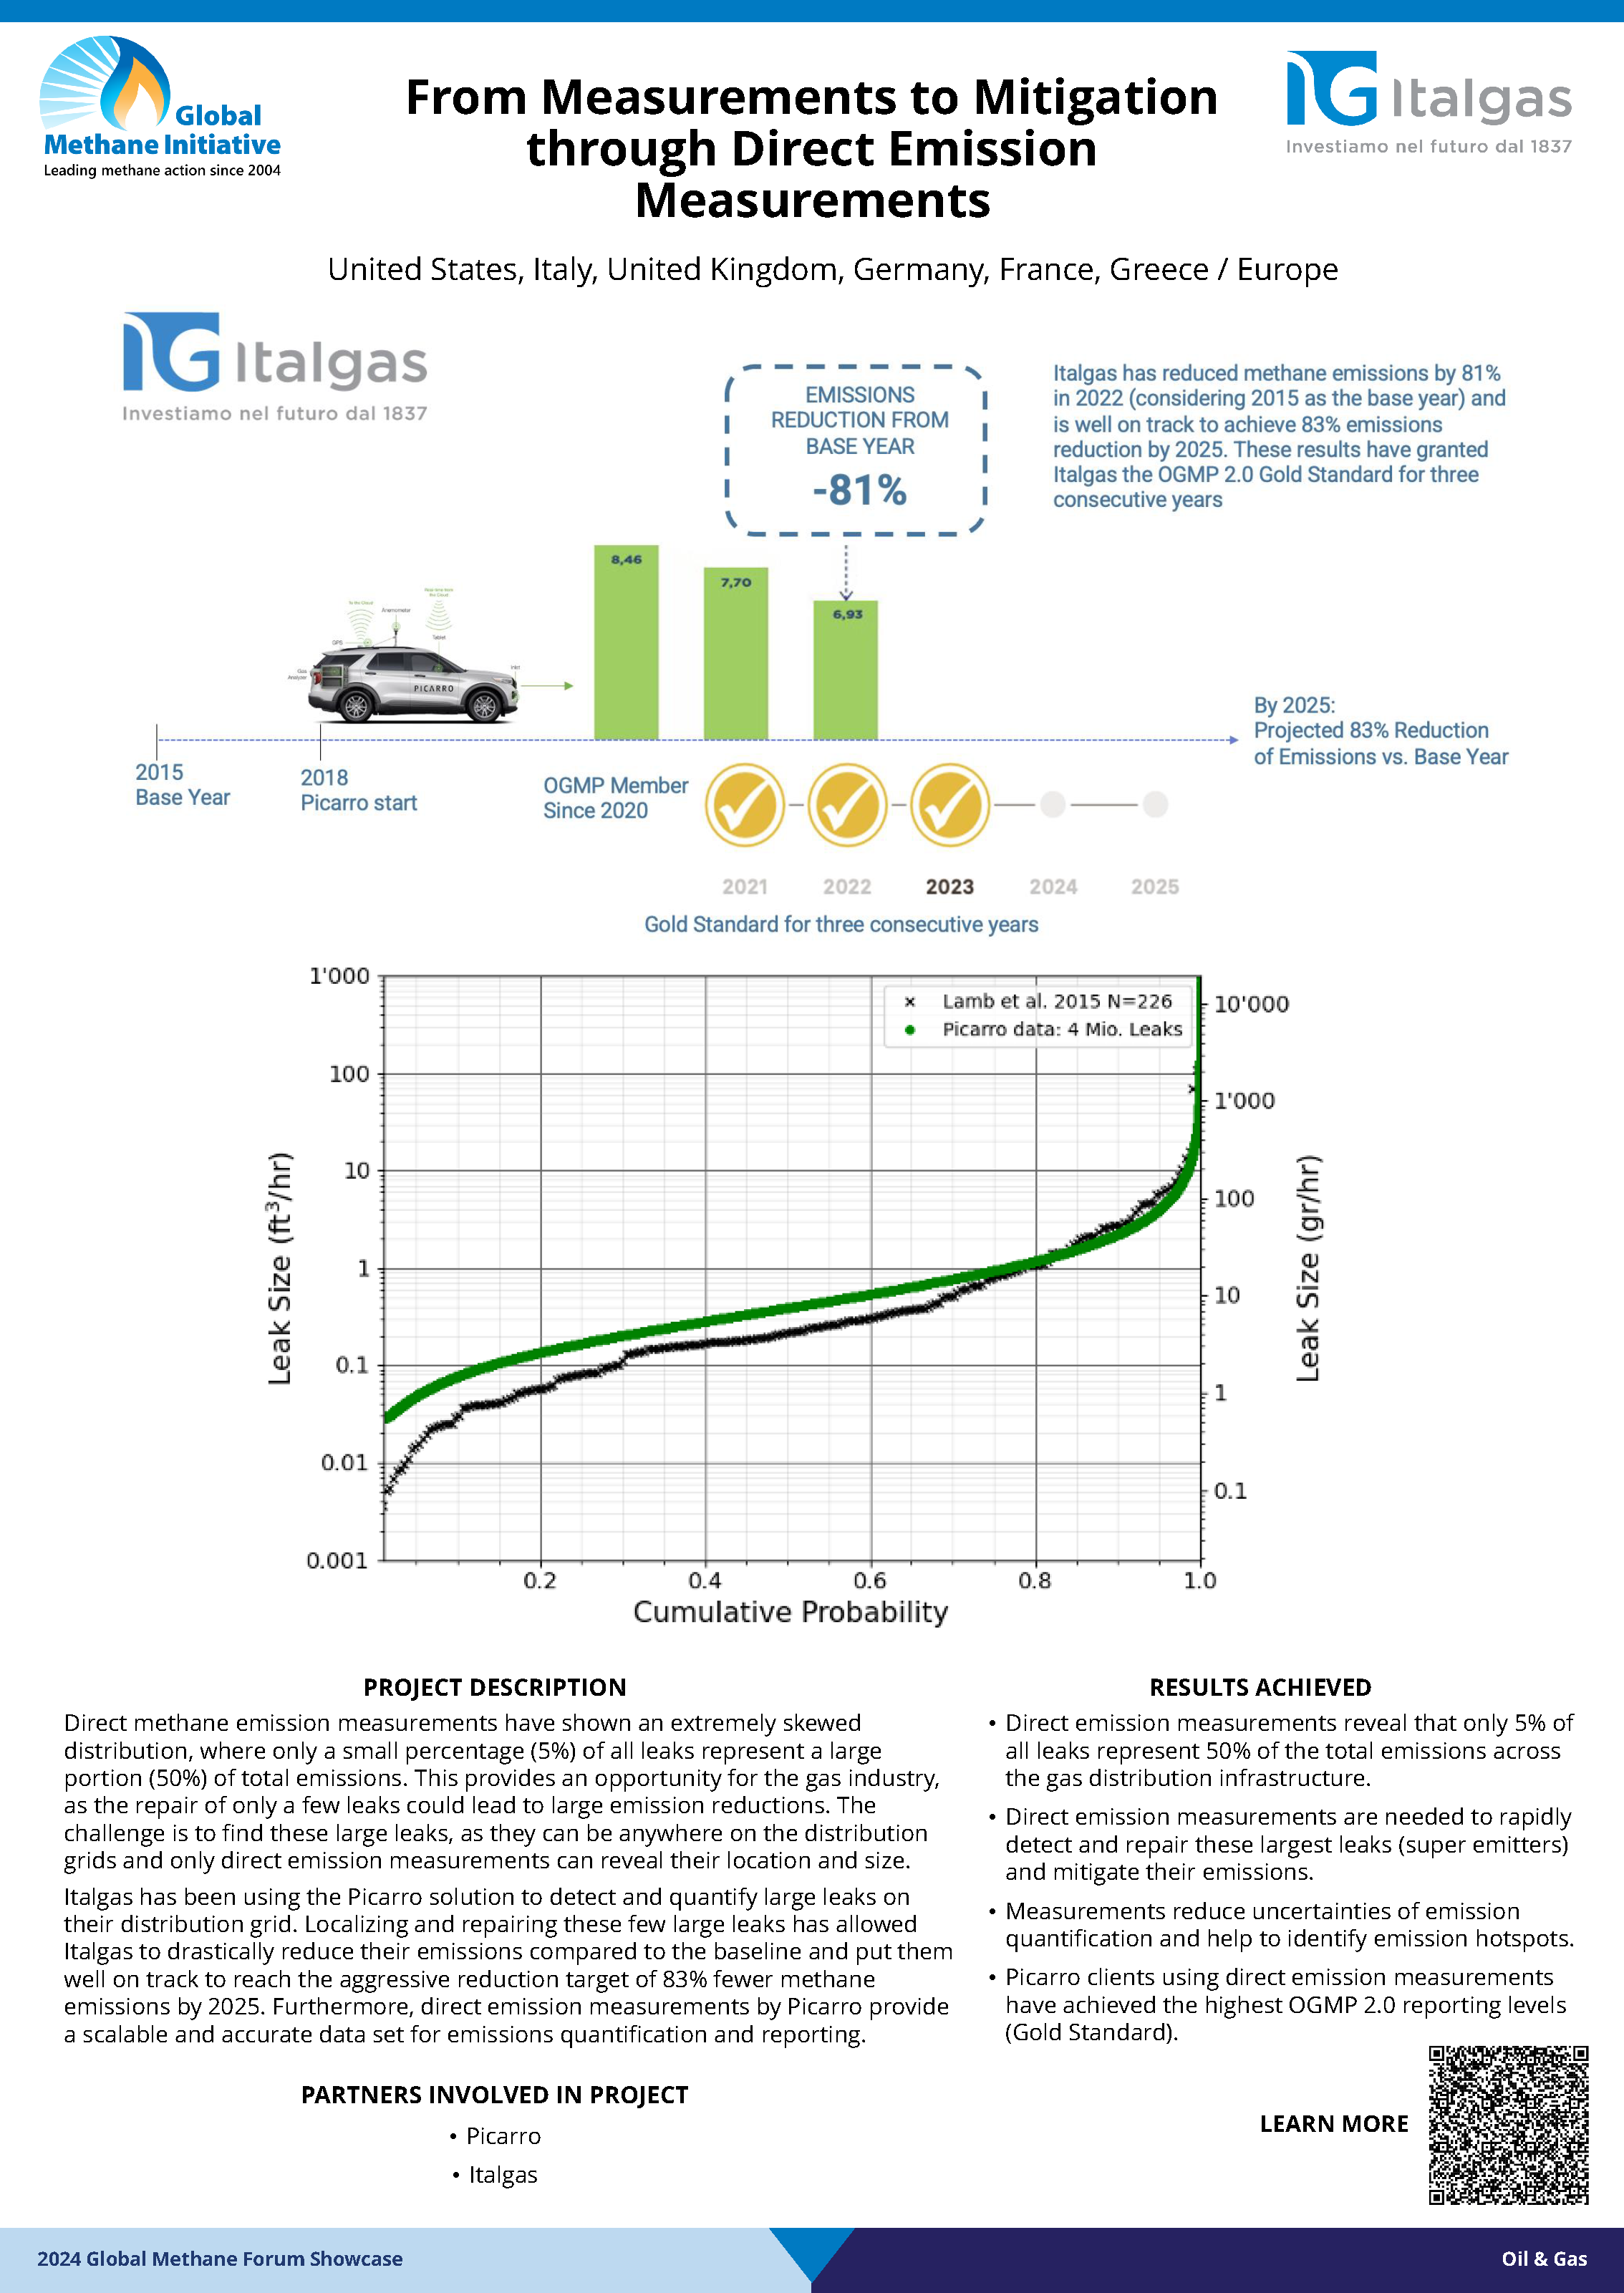 Global
Methane Initiative
Leading methane action since 2004
From Measurements to Mitigation
through Direct Emission
Measurements
IG Italgas
Investiamo nel futuro dal 1837
United States, Italy, United Kingdom, Germany, France, Greece / Europe
IG Italgas
Investiamo nel futuro dal 1837
EMISSIONS
REDUCTION FROM
BASE YEAR
-81%
Italgas has reduced methane emissions by 81%
in 2022 (considering 2015 as the base year) and
is well on track to achieve 83% emissions
reduction by 2025. These results have granted
Italgas the OGMP 2.0 Gold Standard for three
consecutive years
8,46
7,70
6,93
To the Cloud
Anemometer
GPS
Tablet
Gas
Analyzer
Inlet
PICARRO
By 2025:
Projected 83% Reduction
of Emissions vs. Base Year
2015
Base Year
2018
Picarro start
OGMP Member
Since 2020
2021
2022
2023
2024
2025
Gold Standard for three consecutive years
1'000
100
10
1
0.1
0.01
0.001
Leak Size (ft³/hr)
Lamb et al. 2015 N=226
Picarro data: 4 Mio. Leaks
10'000
1'000
100
10
1
0.1
Leak Size (gr/hr)
0.2
0.4
0.6
0.8
1.0
Cumulative Probability
PROJECT DESCRIPTION
Direct methane emission measurements have shown an extremely skewed
distribution, where only a small percentage (5%) of all leaks represent a large
portion (50%) of total emissions. This provides an opportunity for the gas industry,
as the repair of only a few leaks could lead to large emission reductions. The
challenge is to find these large leaks, as they can be anywhere on the distribution
grids and only direct emission measurements can reveal their location and size.
Italgas has been using the Picarro solution to detect and quantify large leaks on
their distribution grid. Localizing and repairing these few large leaks has allowed
Italgas to drastically reduce their emissions compared to the baseline and put them
well on track to reach the aggressive reduction target of 83% fewer methane
emissions by 2025. Furthermore, direct emission measurements by Picarro provide
a scalable and accurate data set for emissions quantification and reporting.
PARTNERS INVOLVED IN PROJECT
• Picarro
• Italgas
RESULTS ACHIEVED
• Direct emission measurements reveal that only 5% of
all leaks represent 50% of the total emissions across
the gas distribution infrastructure.
• Direct emission measurements are needed to rapidly
detect and repair these largest leaks (super emitters)
and mitigate their emissions.
• Measurements reduce uncertainties of emission
quantification and help to identify emission hotspots.
• Picarro clients using direct emission measurements
have achieved the highest OGMP 2.0 reporting levels
(Gold Standard).
LEARN MORE
2024 Global Methane Forum Showcase
Oil & Gas